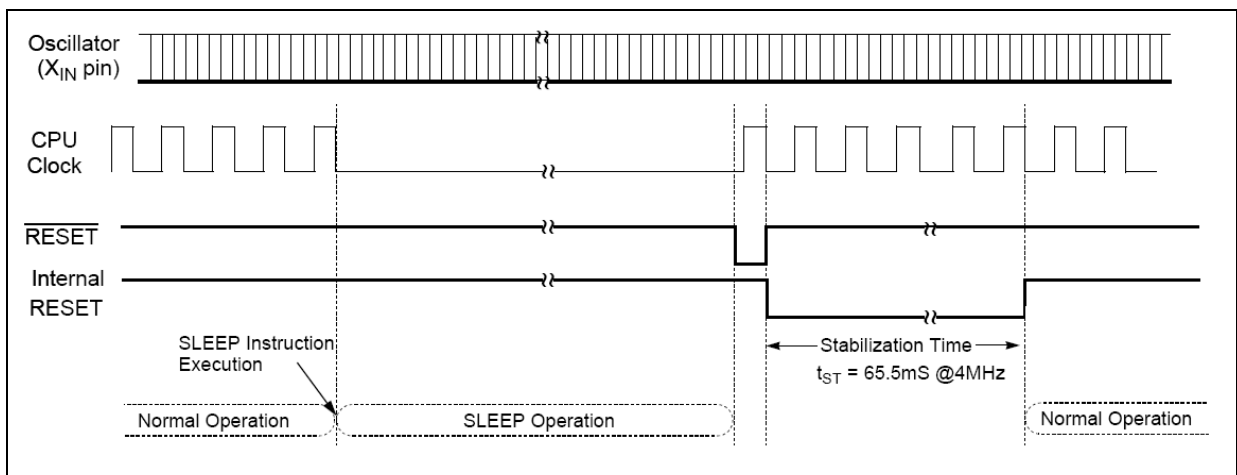 Oscillator
(XIN pin)
CPU
Clock
RESET
Internal
RESET
SLEEP Instruction
Execution
Stabilization Time
tST = 65.5mS @4MHz
Normal Operation
SLEEP Operation
Normal Operation